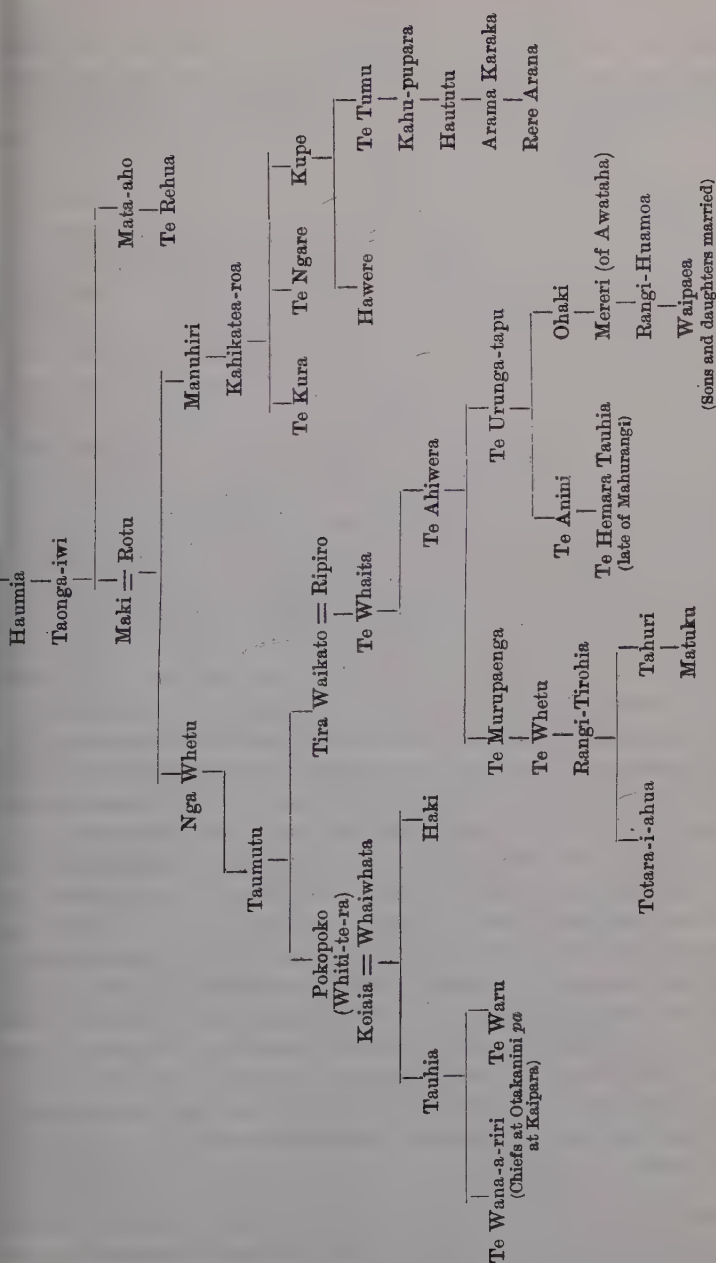 Haumia
Taonga-iwi
Maki = Rotu
Mata-aho
Te Rehua
Nga Whetu
Manuhiri
Taumutu
Kahikatea-roa
Te Kura
Te Ngare
Kupe
Pokopoko
(Whiti-te-ra)
Koiaia = Whaiwhata
Tira Waikato = Ripiro
Te Whaita
Hawere
Te Tumu
Kahu-pupara
Haututu
Arama Karaka
Rere Arana
Tauhia
Haki
Te Ahiwera
Te Wana-a-riri
Te Waru
(Chiefs at Otakanini pa
at Kaipara)
Te Murupaenga
Te Whetu
Rangi-Tirohia
Totara-i-ahua
Tahuri
Matuku
Te Urunga-tapu
Te Anini
Te Hemara Tauhia
(late of Mahurangi)
Ohaki
Mereri (of Awataha)
Rangi-Huamoa
Waipaea
(Sons and daughters married)